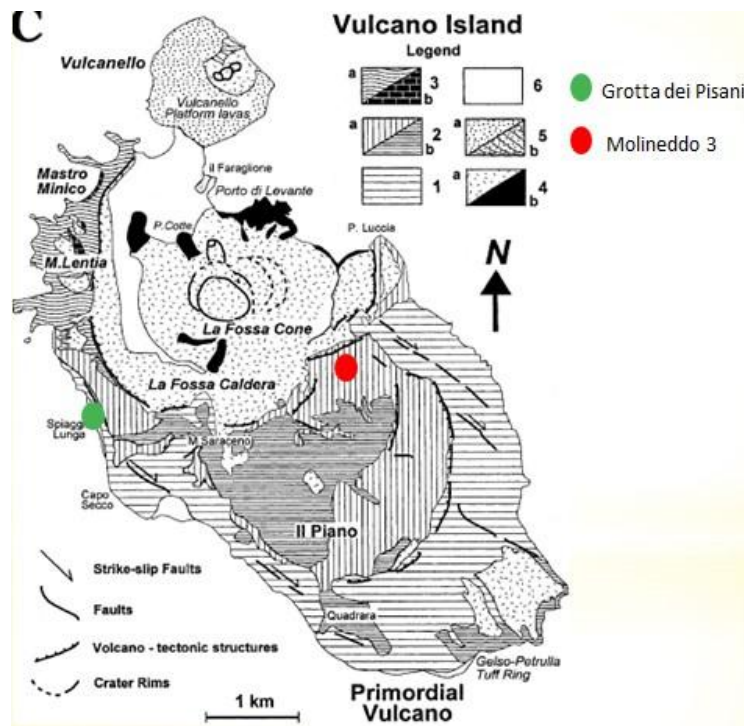 C
Vulcano Island
Legend
a 3 b
6
a 2 b
a 5 b
1
a 4 b
Grotta dei Pisani
Molineddo 3
Vulcanello
Vulcanello
Platform lavas
il Faraglione
Mastro
Minico
Porto di Levante
P.Cotte
P. Luccia
M.Lentia
N
La Fossa Cone
La Fossa Caldera
Spiaggia
Lunga
M.Saraceno
Capo
Secco
Il Piano
Strike-slip Faults
Faults
Quadrara
Volcano - tectonic structures
Gelso-Petrulla
Tuff Ring
Crater Rims
1 km
Primordial
Vulcano